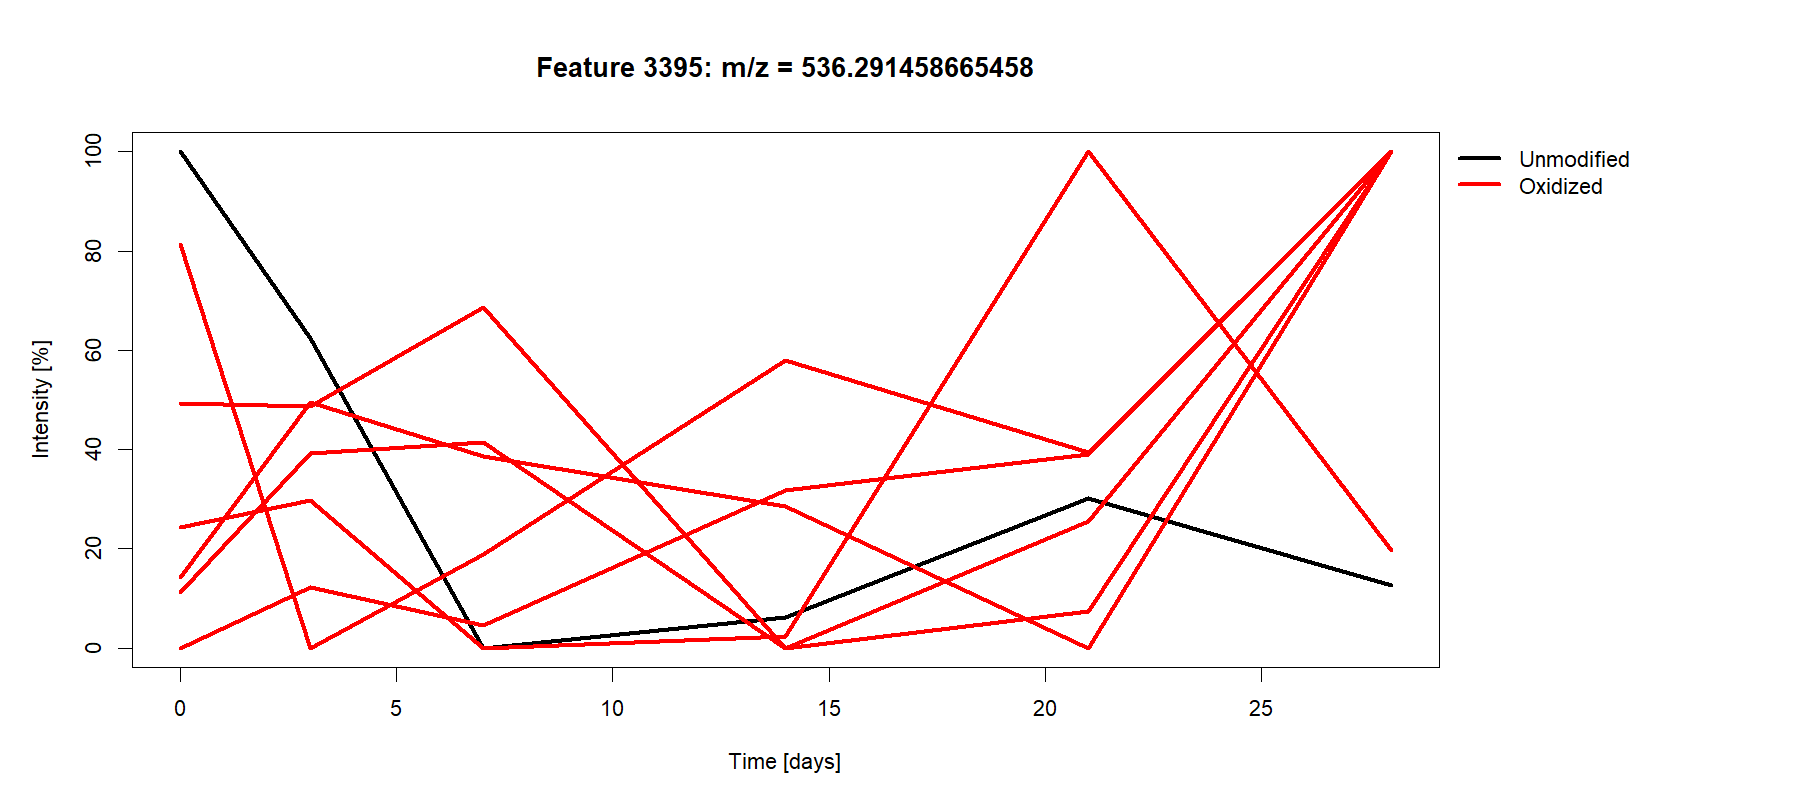 Feature 3395: m/z = 536.291458665458
Unmodified
Oxidized
Intensity [%]
100
80
60
40
20
0
0 5 10 15 20 25
Time [days]